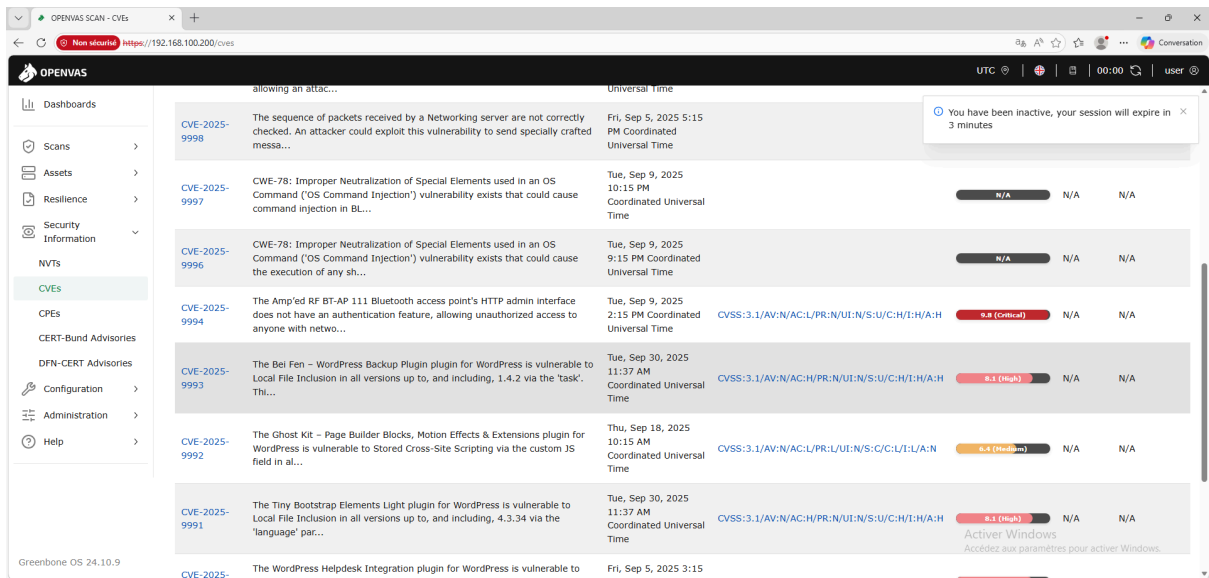 OPENVAS SCAN - CVEs
Non sécurisé https://192.168.100.200/cves
Conversation
OPENVAS
UTC
00:00
user
You have been inactive, your session will expire in
3 minutes
Dashboards
Scans
Assets
Resilience
Security
Information
NVTs
CVEs
CPEs
CERT-Bund Advisories
DFN-CERT Advisories
Configuration
Administration
Help
Greenbone OS 24.10.9
allowing an attac...
Universal Time
CVE-2025-
9998
The sequence of packets received by a Networking server are not correctly
checked. An attacker could exploit this vulnerability to send specially crafted
messa...
Fri, Sep 5, 2025 5:15
PM Coordinated
Universal Time
CVE-2025-
9997
CWE-78: Improper Neutralization of Special Elements used in an OS
Command ('OS Command Injection') vulnerability exists that could cause
command injection in BL...
Tue, Sep 9, 2025
10:15 PM
Coordinated Universal
Time
N/A
N/A
N/A
CVE-2025-
9996
CWE-78: Improper Neutralization of Special Elements used in an OS
Command ('OS Command Injection') vulnerability exists that could cause
the execution of any sh...
Tue, Sep 9, 2025
9:15 PM Coordinated
Universal Time
N/A
N/A
N/A
CVE-2025-
9994
The Amp'ed RF BT-AP 111 Bluetooth access point's HTTP admin interface
does not have an authentication feature, allowing unauthorized access to
anyone with netwo...
Tue, Sep 9, 2025
2:15 PM Coordinated
Universal Time
CVSS:3.1/AV:N/AC:L/PR:N/UI:N/S:U/C:H/I:H/A:H
9.8 (Critical)
N/A
N/A
CVE-2025-
9993
The Bei Fen – WordPress Backup Plugin plugin for WordPress is vulnerable to
Local File Inclusion in all versions up to, and including, 1.4.2 via the 'task'.
Thi...
Tue, Sep 30, 2025
11:37 AM
Coordinated Universal
Time
CVSS:3.1/AV:N/AC:H/PR:N/UI:N/S:U/C:H/I:H/A:H
8.1 (High)
N/A
N/A
CVE-2025-
9992
The Ghost Kit – Page Builder Blocks, Motion Effects & Extensions plugin for
WordPress is vulnerable to Stored Cross-Site Scripting via the custom JS
field in al...
Thu, Sep 18, 2025
10:15 AM
Coordinated Universal
Time
CVSS:3.1/AV:N/AC:L/PR:L/UI:N/S:C/C:L/I:L/A:N
6.4 (Medium)
N/A
N/A
CVE-2025-
9991
The Tiny Bootstrap Elements Light plugin for WordPress is vulnerable to
Local File Inclusion in all versions up to, and including, 4.3.34 via the
'language' par...
Tue, Sep 30, 2025
11:37 AM
Coordinated Universal
Time
CVSS:3.1/AV:N/AC:H/PR:N/UI:N/S:U/C:H/I:H/A:H
8.1 (High)
N/A
N/A
Activer Windows
Accédez aux paramètres pour activer Windows.
CVE-2025-
The WordPress Helpdesk Integration plugin for WordPress is vulnerable to
Fri, Sep 5, 2025 3:15